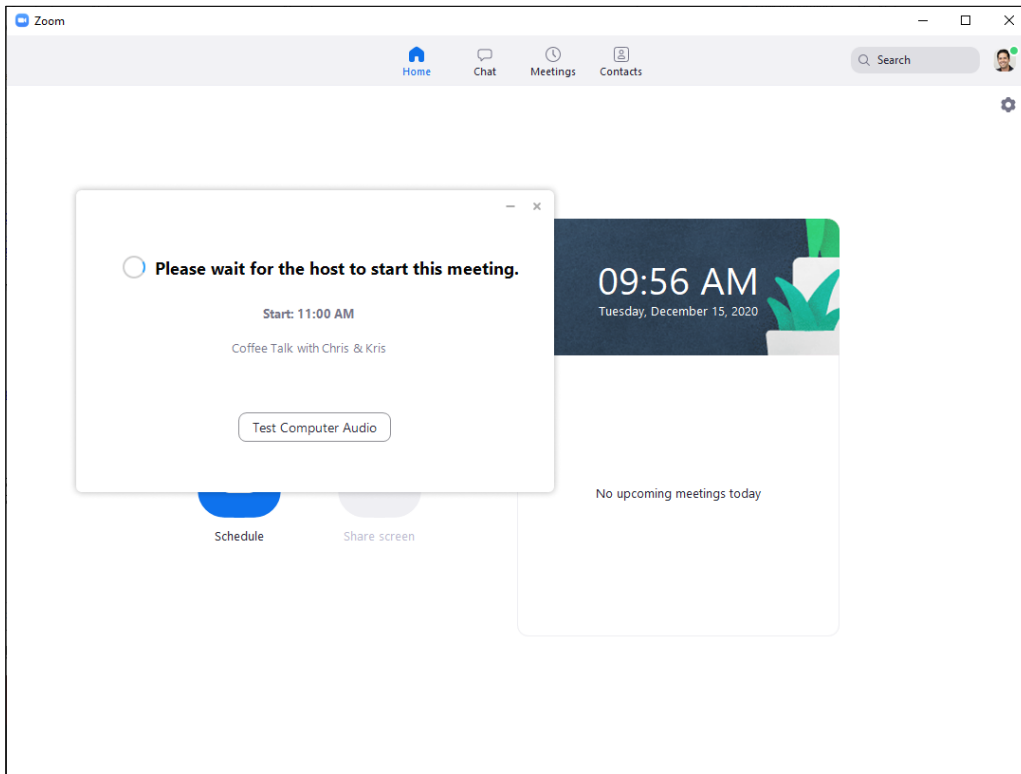 Zoom
Home Chat Meetings Contacts
Search
Please wait for the host to start this meeting.
Start: 11:00 AM
Coffee Talk with Chris & Kris
Test Computer Audio
09:56 AM
Tuesday, December 15, 2020
No upcoming meetings today
Schedule Share screen